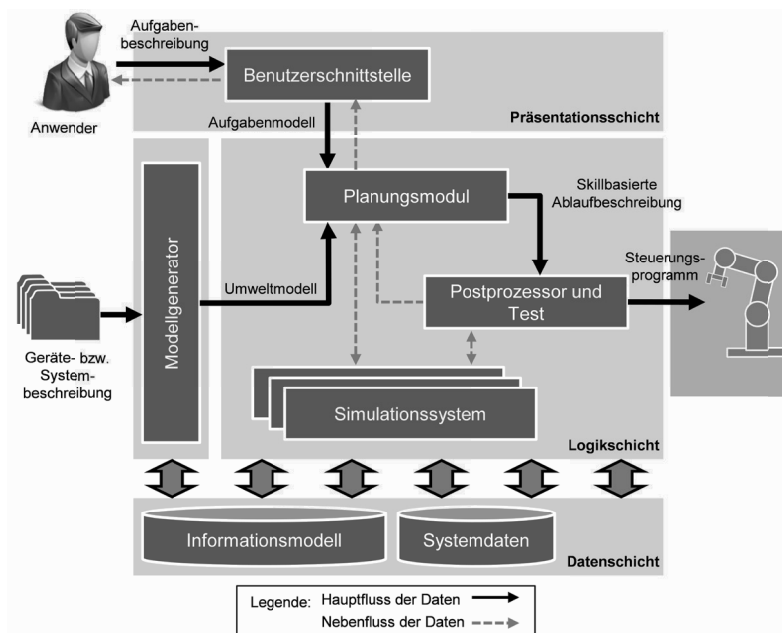 Aufgaben-
beschreibung
Benutzerschnittstelle
Anwender
Aufgabenmodell
Präsentationsschicht
Planungsmodul
Skillbasierte
Ablaufbeschreibung
Modellgenerator
Umweltmodell
Steuerungs-
programm
Postprozessor und
Test
Geräte- bzw.
System-
beschreibung
Simulationssystem
Logikschicht
Informationsmodell
Systemdaten
Datenschicht
Legende: Hauptfluss der Daten
Nebenfluss der Daten